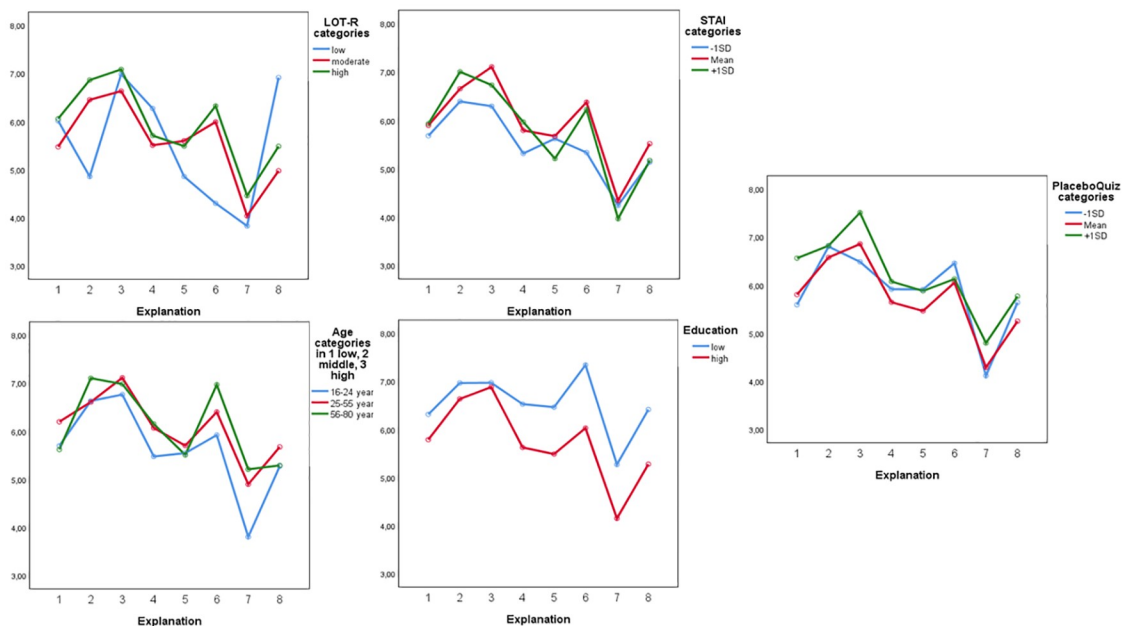 LOT-R
categories
low
moderate
high
8,00
7,00
6,00
5,00
4,00
3,00
1 2 3 4 5 6 7 8
Explanation
STAI
categories
-1SD
Mean
+1SD
8,00
7,00
6,00
5,00
4,00
3,00
1 2 3 4 5 6 7 8
Explanation
PlaceboQuiz
categories
-1SD
Mean
+1SD
8,00
7,00
6,00
5,00
4,00
3,00
1 2 3 4 5 6 7 8
Explanation
Age
categories
in 1 low, 2
middle, 3
high
16-24 year
25-55 year
56-80 year
8,00
7,00
6,00
5,00
4,00
3,00
1 2 3 4 5 6 7 8
Explanation
Education
low
high
8,00
7,00
6,00
5,00
4,00
3,00
1 2 3 4 5 6 7 8
Explanation